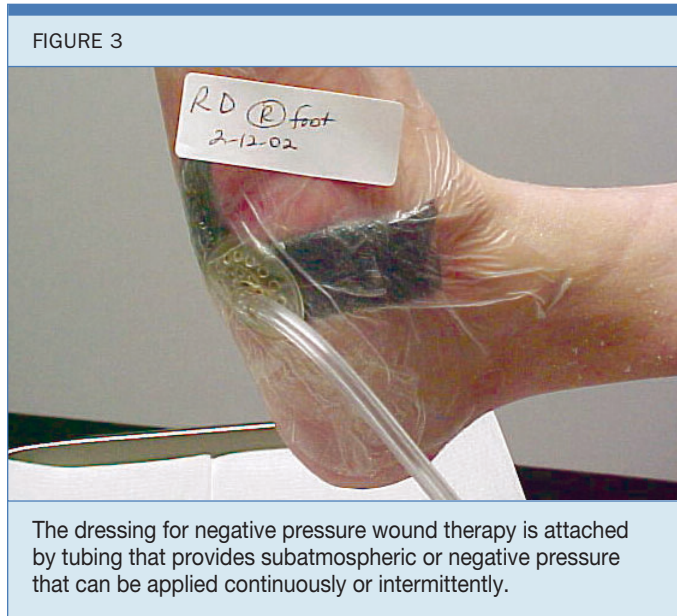 FIGURE 3
R D Ⓡ foot
2-12-02
The dressing for negative pressure wound therapy is attached
by tubing that provides subatmospheric or negative pressure
that can be applied continuously or intermittently.